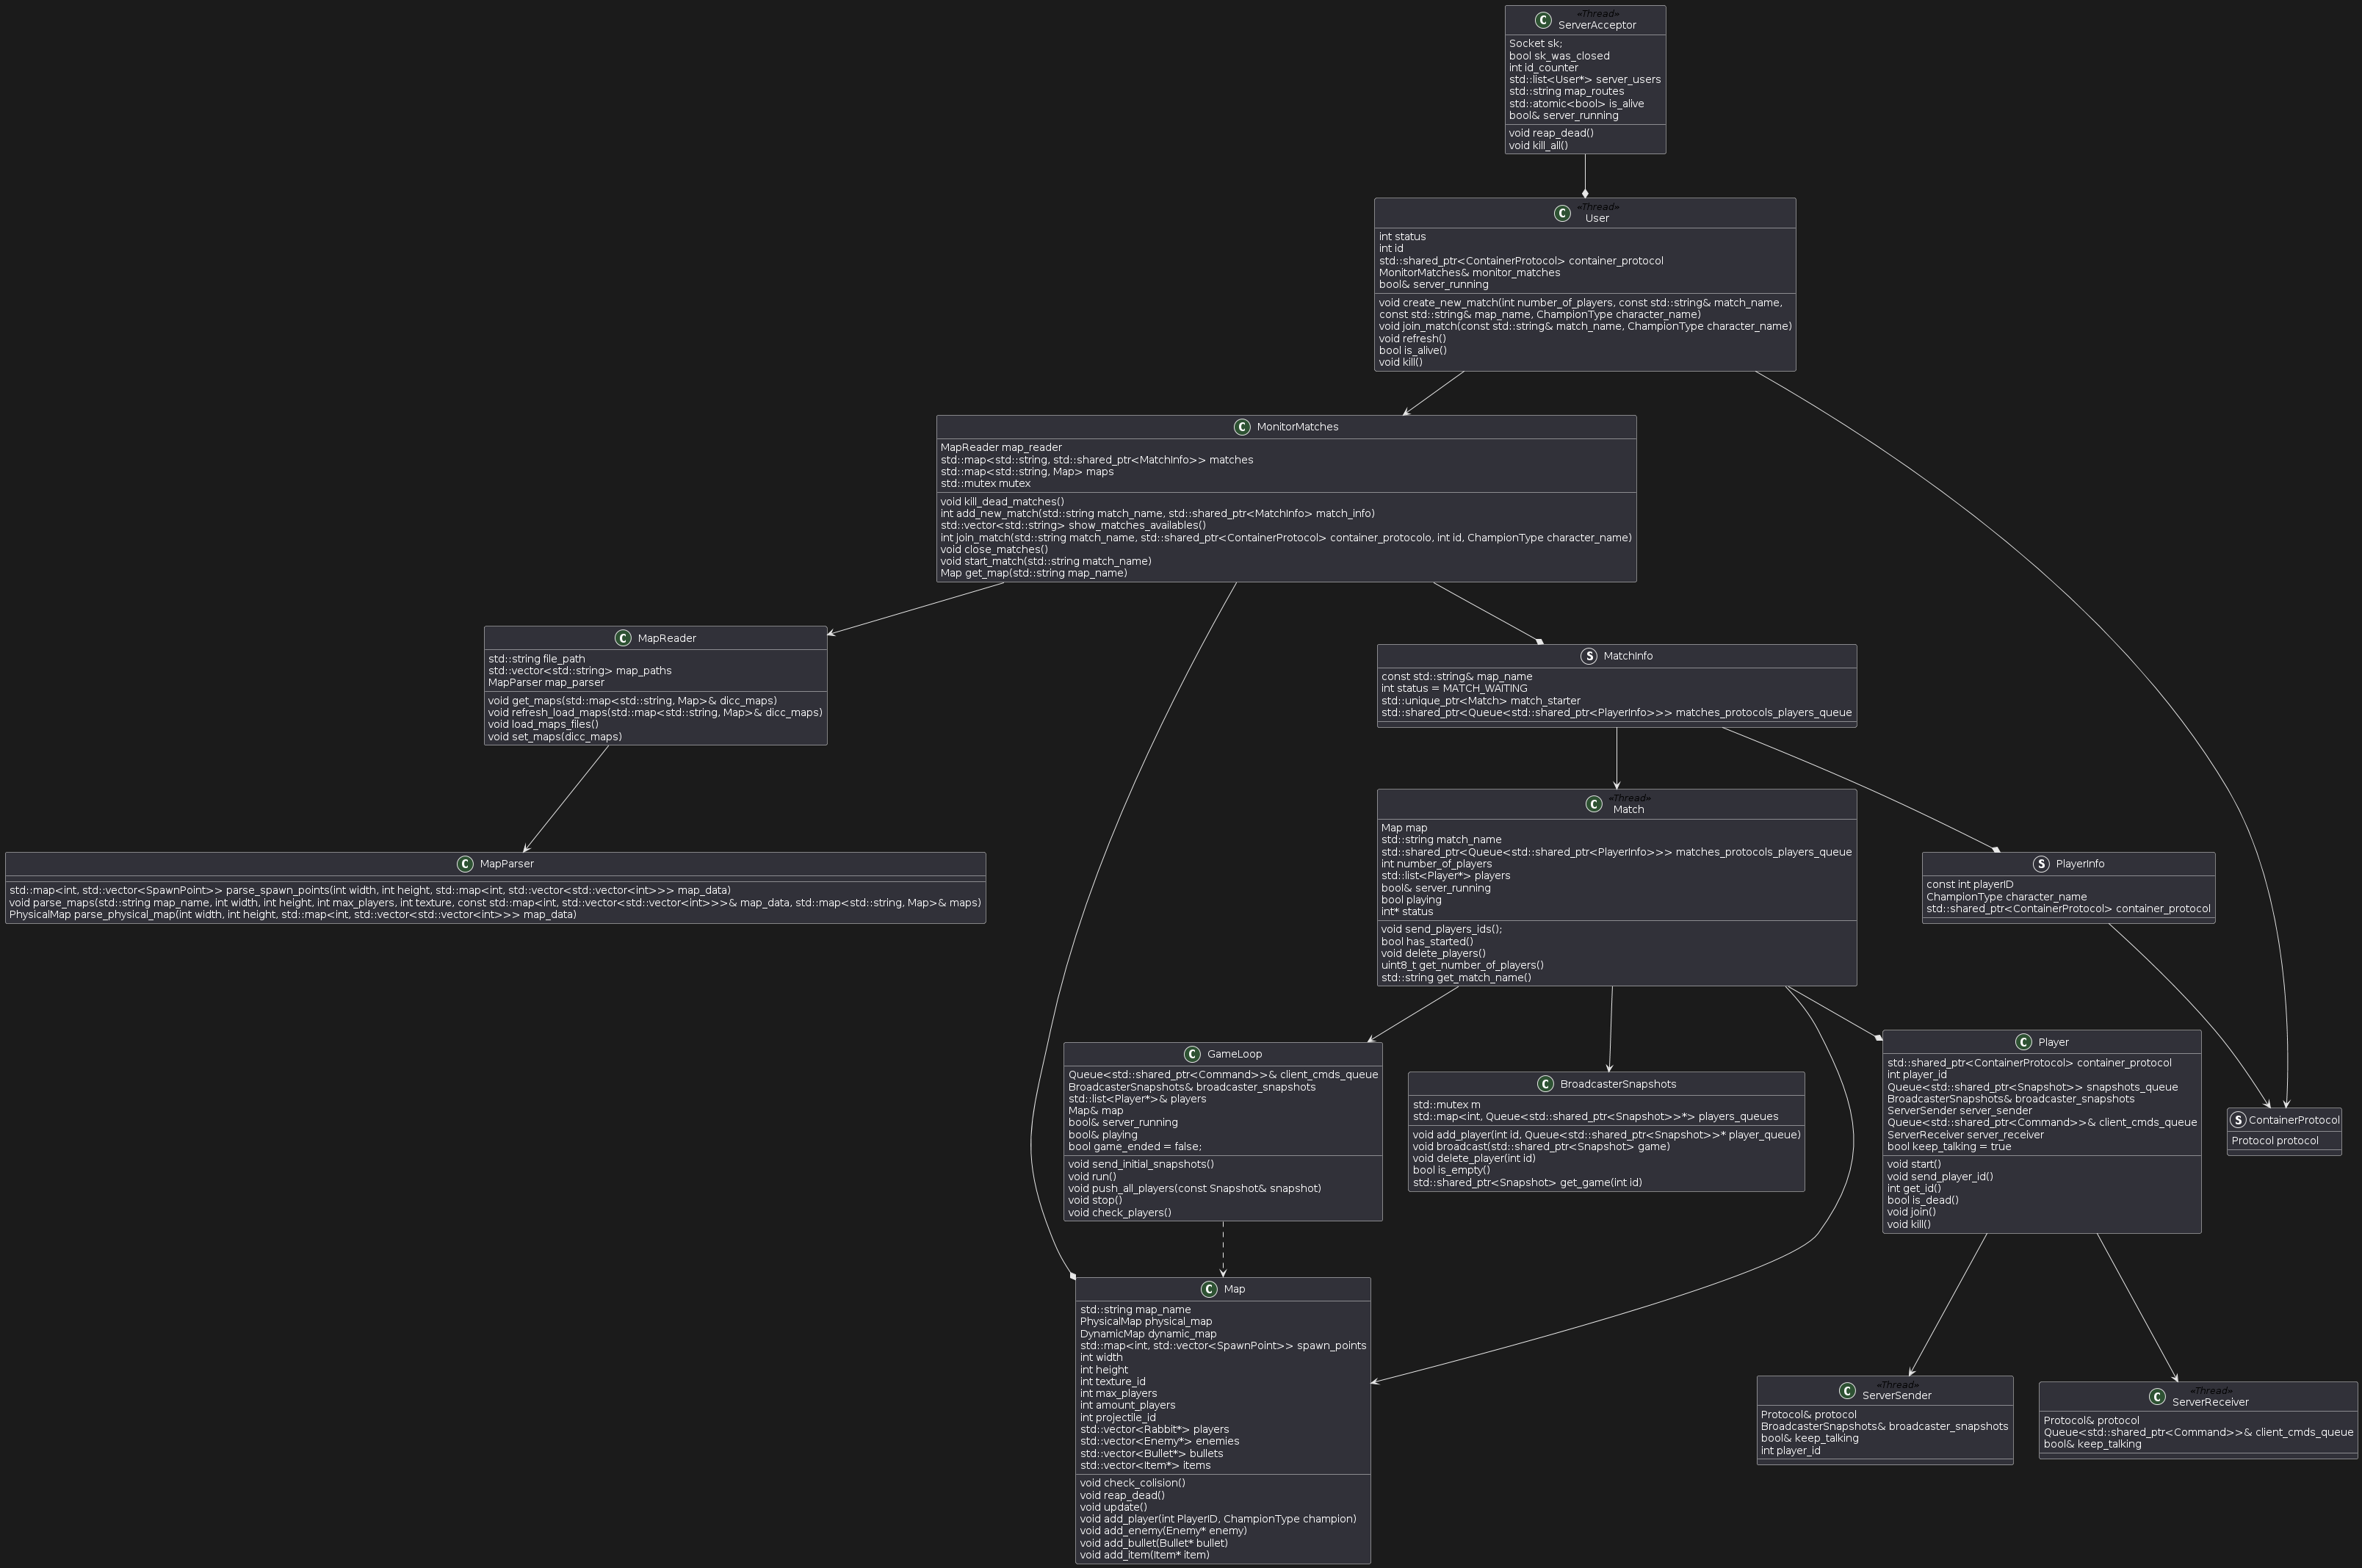 «Thread»
C ServerAcceptor
Socket sk;
bool sk_was_closed
int id_counter
std::list<User*> server_users
std::string map_routes
std::atomic<bool> is_alive
bool& server_running
void reap_dead()
void kill_all()
«Thread»
C User
int status
int id
std::shared_ptr<ContainerProtocol> container_protocol
MonitorMatches& monitor_matches
bool& server_running
void create_new_match(int number_of_players, const std::string& match_name,
const std::string& map_name, ChampionType character_name)
void join_match(const std::string& match_name, ChampionType character_name)
void refresh()
bool is_alive()
void kill()
C MonitorMatches
MapReader map_reader
std::map<std::string, std::shared_ptr<MatchInfo>> matches
std::map<std::string, Map> maps
std::mutex mutex
void kill_dead_matches()
int add_new_match(std::string match_name, std::shared_ptr<MatchInfo> match_info)
std::vector<std::string> show_matches_availables()
int join_match(std::string match_name, std::shared_ptr<ContainerProtocol> container_protocolo, int id, ChampionType character_name)
void close_matches()
void start_match(std::string match_name)
Map get_map(std::string map_name)
C MapReader
std::string file_path
std::vector<std::string> map_paths
MapParser map_parser
void get_maps(std::map<std::string, Map>& dicc_maps)
void refresh_load_maps(std::map<std::string, Map>& dicc_maps)
void load_maps_files()
void set_maps(dicc_maps)
S MatchInfo
const std::string& map_name
int status = MATCH_WAITING
std::unique_ptr<Match> match_starter
std::shared_ptr<Queue<std::shared_ptr<PlayerInfo>>> matches_protocols_players_queue
C MapParser
std::map<int, std::vector<SpawnPoint>> parse_spawn_points(int width, int height, std::map<int, std::vector<std::vector<int>>> map_data)
void parse_maps(std::string map_name, int width, int height, int max_players, int texture, const std::map<int, std::vector<std::vector<int>>>& map_data, std::map<std::string, Map>& maps)
PhysicalMap parse_physical_map(int width, int height, std::map<int, std::vector<std::vector<int>>> map_data)
«Thread»
C Match
Map map
std::string match_name
std::shared_ptr<Queue<std::shared_ptr<PlayerInfo>>> matches_protocols_players_queue
int number_of_players
std::list<Player*> players
bool& server_running
bool playing
int* status
void send_players_ids();
bool has_started()
void delete_players()
uint8_t get_number_of_players()
std::string get_match_name()
S PlayerInfo
const int playerID
ChampionType character_name
std::shared_ptr<ContainerProtocol> container_protocol
C GameLoop
Queue<std::shared_ptr<Command>>& client_cmds_queue
BroadcasterSnapshots& broadcaster_snapshots
std::list<Player*>& players
Map& map
bool& server_running
bool& playing
bool game_ended = false;
void send_initial_snapshots()
void run()
void push_all_players(const Snapshot& snapshot)
void stop()
void check_players()
C BroadcasterSnapshots
std::mutex m
std::map<int, Queue<std::shared_ptr<Snapshot>>*> players_queues
void add_player(int id, Queue<std::shared_ptr<Snapshot>>* player_queue)
void broadcast(std::shared_ptr<Snapshot> game)
void delete_player(int id)
bool is_empty()
std::shared_ptr<Snapshot> get_game(int id)
C Player
std::shared_ptr<ContainerProtocol> container_protocol
int player_id
Queue<std::shared_ptr<Snapshot>> snapshots_queue
BroadcasterSnapshots& broadcaster_snapshots
ServerSender server_sender
Queue<std::shared_ptr<Command>>& client_cmds_queue
ServerReceiver server_receiver
bool keep_talking = true
void start()
void send_player_id()
int get_id()
bool is_dead()
void join()
void kill()
S ContainerProtocol
Protocol protocol
C Map
std::string map_name
PhysicalMap physical_map
DynamicMap dynamic_map
std::map<int, std::vector<SpawnPoint>> spawn_points
int width
int height
int texture_id
int max_players
int amount_players
int projectile_id
std::vector<Rabbit*> players
std::vector<Enemy*> enemies
std::vector<Bullet*> bullets
std::vector<Item*> items
void check_colision()
void reap_dead()
void update()
void add_player(int PlayerID, ChampionType champion)
void add_enemy(Enemy* enemy)
void add_bullet(Bullet* bullet)
void add_item(Item* item)
«Thread»
C ServerSender
Protocol& protocol
BroadcasterSnapshots& broadcaster_snapshots
bool& keep_talking
int player_id
«Thread»
C ServerReceiver
Protocol& protocol
Queue<std::shared_ptr<Command>>& client_cmds_queue
bool& keep_talking